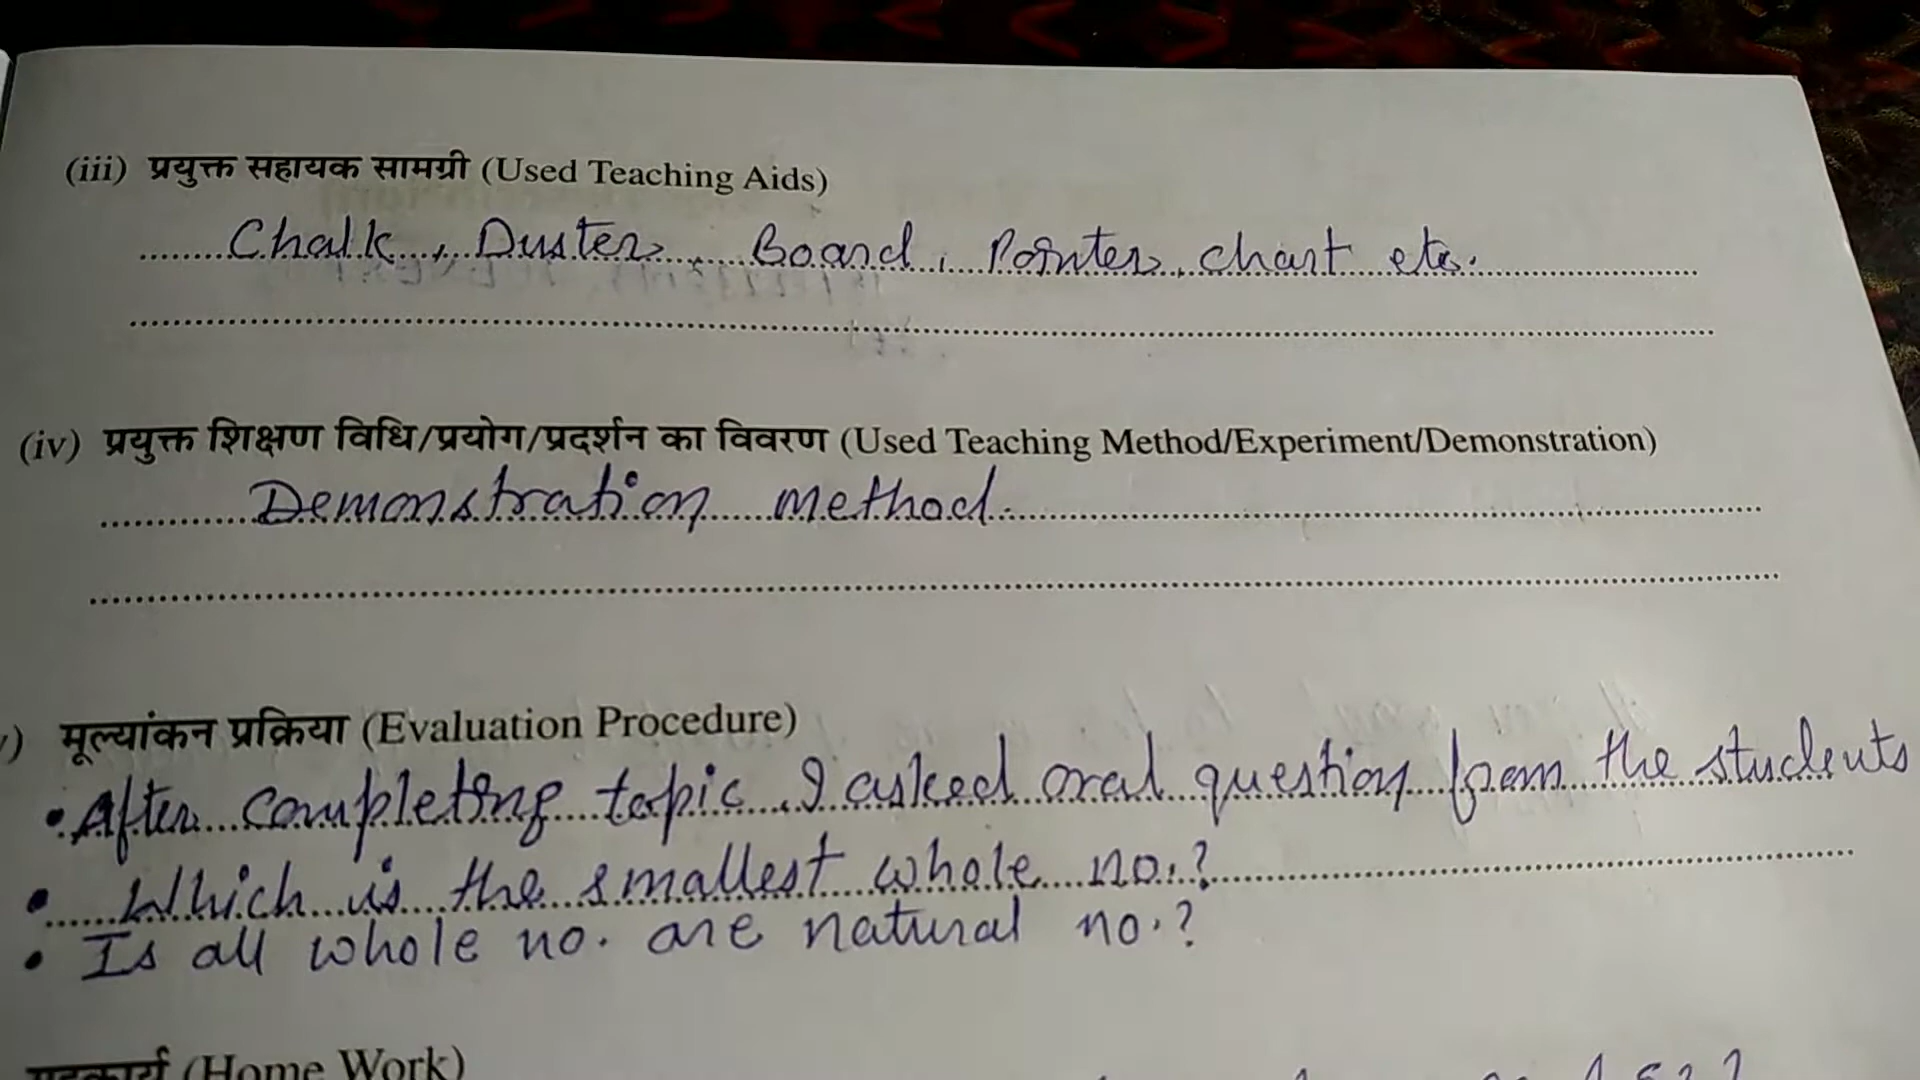 (iii) प्रयुक्त सहायक सामग्री (Used Teaching Aids)
Chalk, Duster, Board, Pointer, chart etc.
(iv) प्रयुक्त शिक्षण विधि/प्रयोग/प्रदर्शन का विवरण (Used Teaching Method/Experiment/Demonstration)
Demonstration method.
) मूल्यांकन प्रक्रिया (Evaluation Procedure)
• After completing topic, I asked oral question from the students
• Which is the smallest whole no.?
• Is all whole no. are natural no.?
गृहकार्य (Home Work)